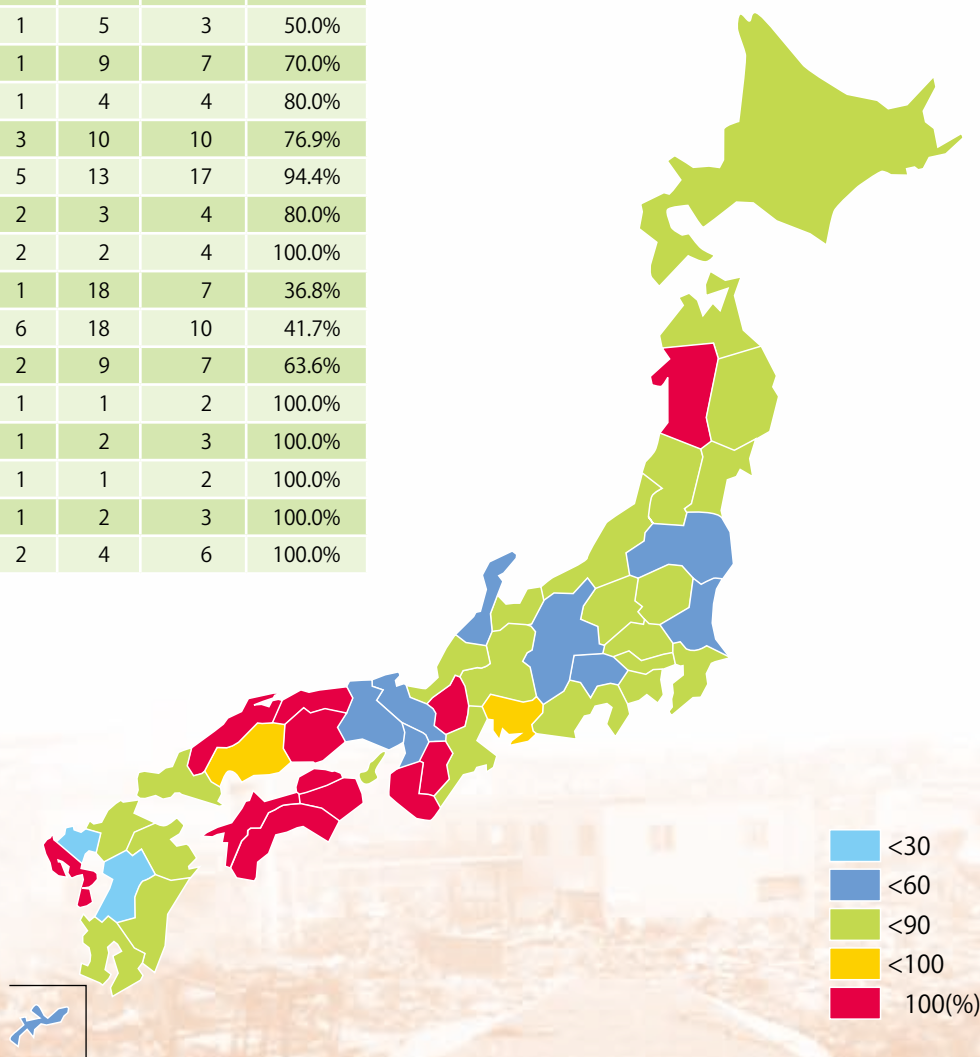 1 5 3 50.0%
1 9 7 70.0%
1 4 4 80.0%
3 10 10 76.9%
5 13 17 94.4%
2 3 4 80.0%
2 2 4 100.0%
1 18 7 36.8%
6 18 10 41.7%
2 9 7 63.6%
1 1 2 100.0%
1 2 3 100.0%
1 1 2 100.0%
1 2 3 100.0%
2 4 6 100.0%
<30
<60
<90
<100
100(%)